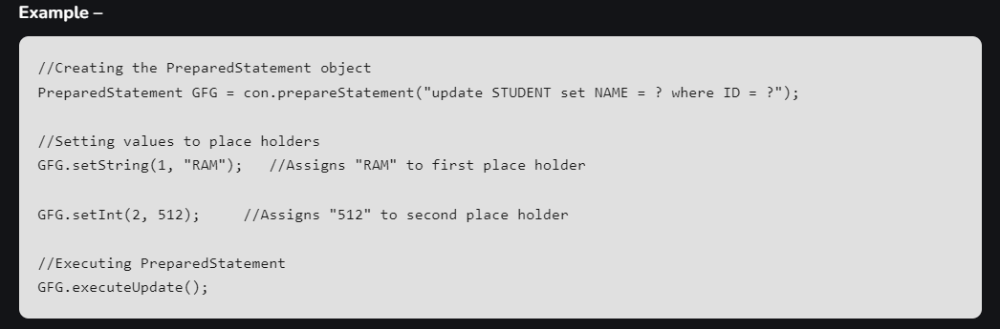 Example –
//Creating the PreparedStatement object
PreparedStatement GFG = con.prepareStatement("update STUDENT set NAME = ? where ID = ?");
//Setting values to place holders
GFG.setString(1, "RAM");   //Assigns "RAM" to first place holder
GFG.setInt(2, 512);     //Assigns "512" to second place holder
//Executing PreparedStatement
GFG.executeUpdate();